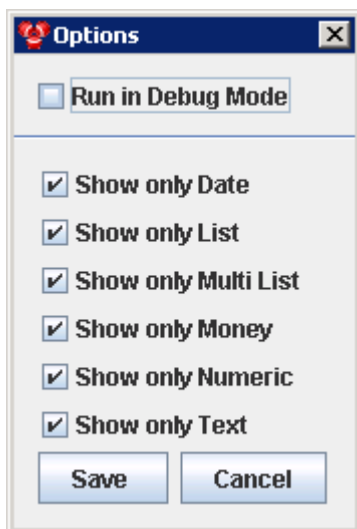 Options
Run in Debug Mode
Show only Date
Show only List
Show only Multi List
Show only Money
Show only Numeric
Show only Text
Save Cancel